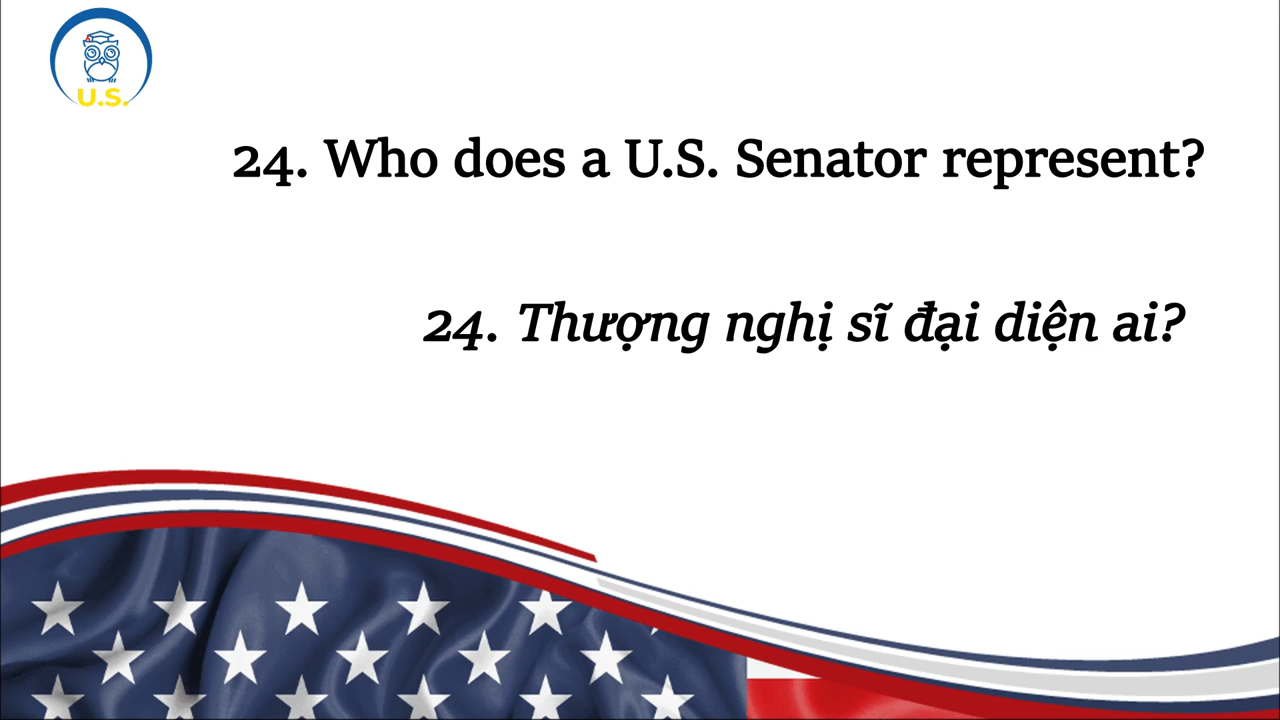 U.S.
24. Who does a U.S. Senator represent?
24. Thượng nghị sĩ đại diện ai?